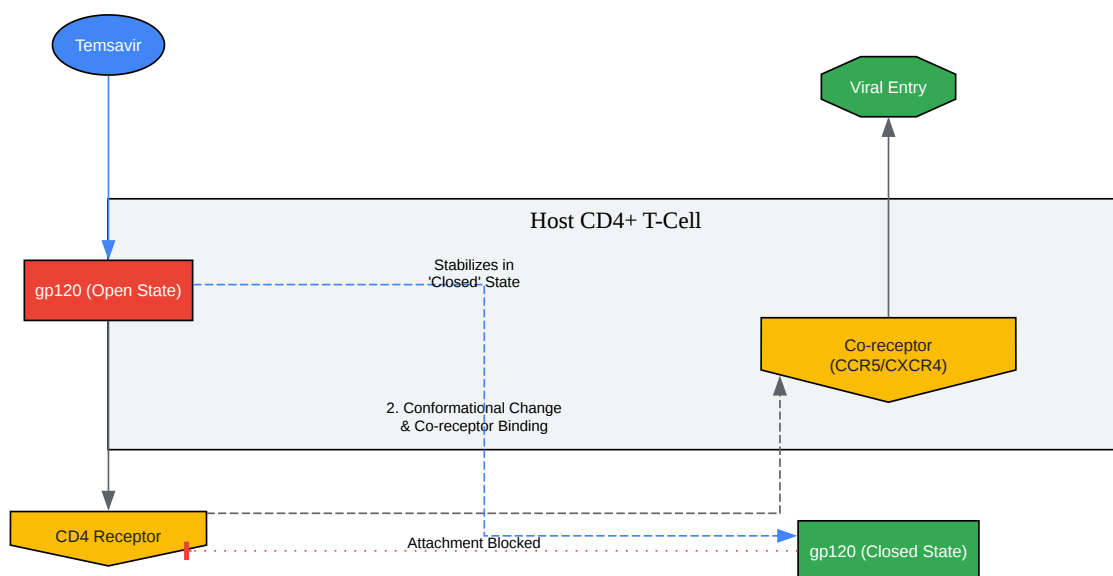 Temsavir
Viral Entry
Host CD4+ T-Cell
Stabilizes in
'Closed' State
gp120 (Open State)
Co-receptor
(CCR5/CXCR4)
2. Conformational Change
& Co-receptor Binding
CD4 Receptor
Attachment Blocked
gp120 (Closed State)